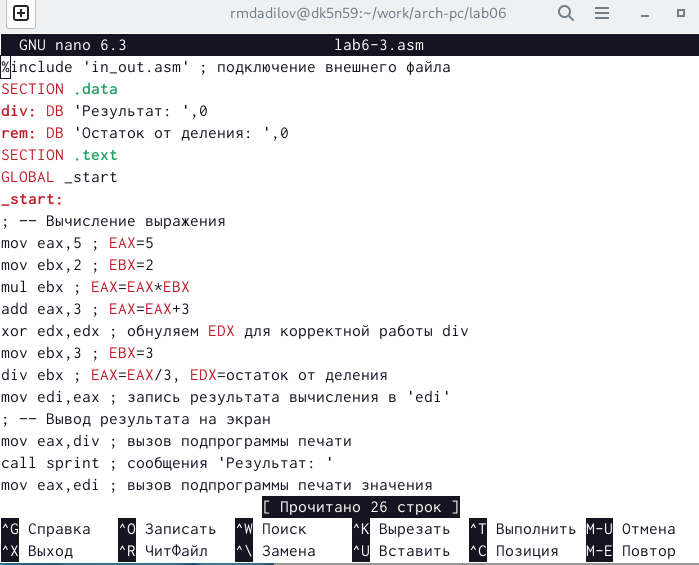 rmdadilov@dk5n59:~/work/arch-pc/lab06
GNU nano 6.3 lab6-3.asm
%include 'in_out.asm' ; подключение внешнего файла
SECTION .data
div: DB 'Результат: ',0
rem: DB 'Остаток от деления: ',0
SECTION .text
GLOBAL _start
_start:
; -- Вычисление выражения
mov eax,5 ; EAX=5
mov ebx,2 ; EBX=2
mul ebx ; EAX=EAX*EBX
add eax,3 ; EAX=EAX+3
xor edx,edx ; обнуляем EDX для корректной работы div
mov ebx,3 ; EBX=3
div ebx ; EAX=EAX/3, EDX=остаток от деления
mov edi,eax ; запись результата вычисления в 'edi'
; -- Вывод результата на экран
mov eax,div ; вызов подпрограммы печати
call sprint ; сообщения 'Результат: '
mov eax,edi ; вызов подпрограммы печати значения
[ Прочитано 26 строк ]
^G Справка ^O Записать ^W Поиск ^K Вырезать ^T Выполнить M-U Отмена
^X Выход ^R ЧитФайл ^\ Замена ^U Вставить ^C Позиция M-E Повтор